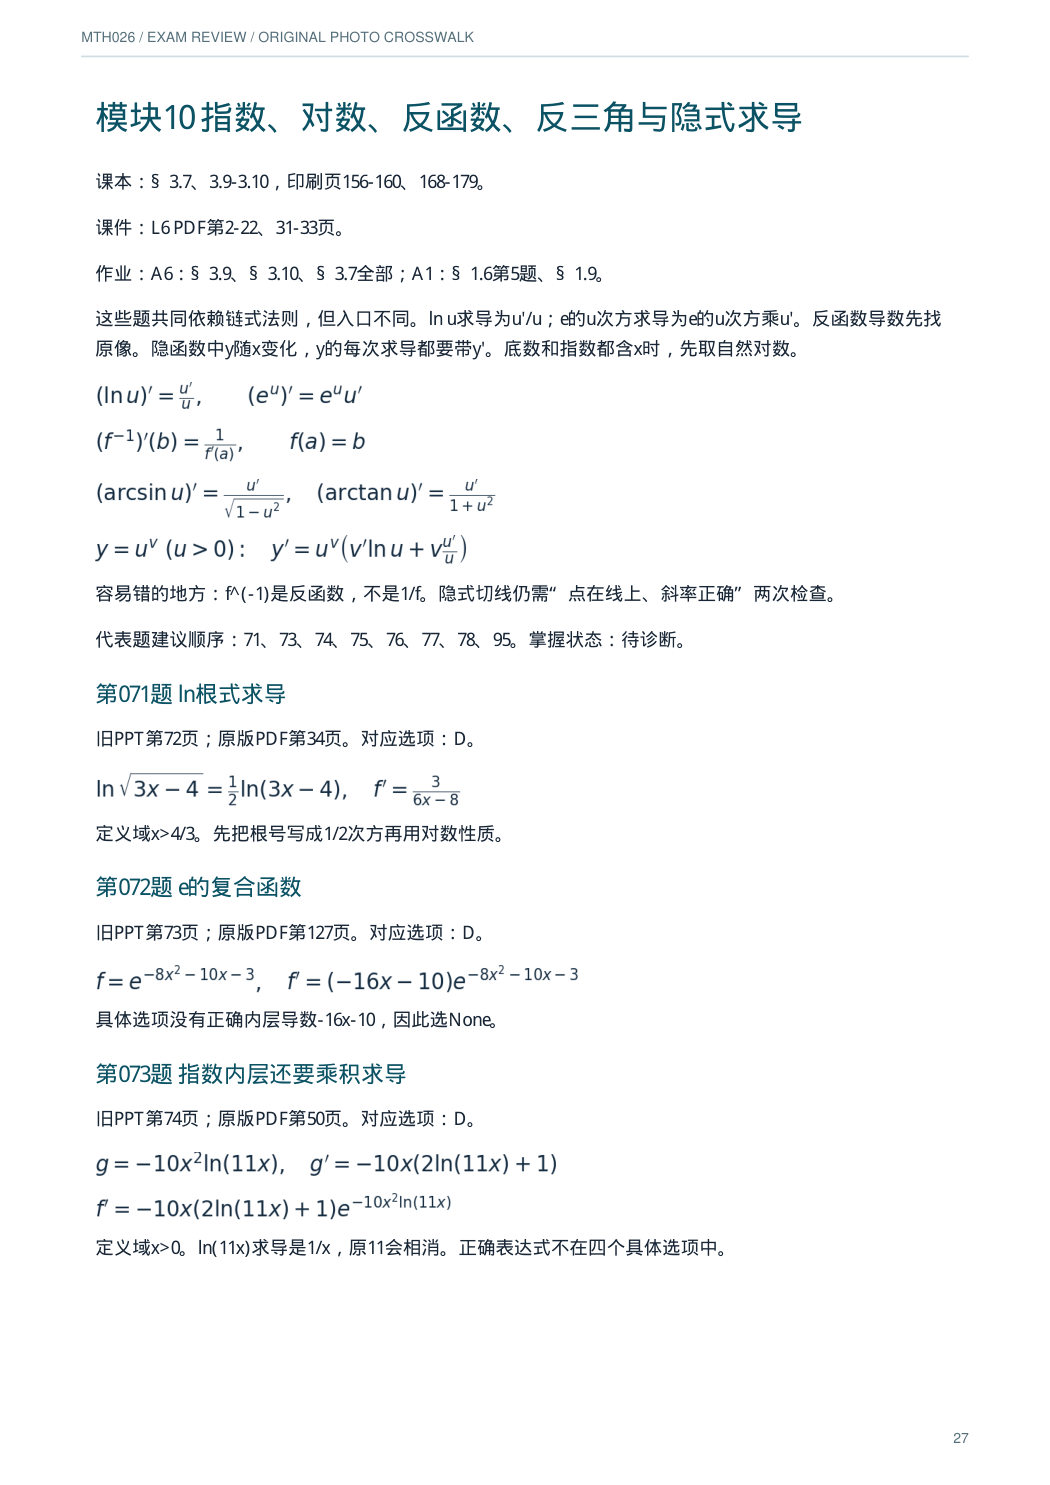 MTH026 / EXAM REVIEW / ORIGINAL PHOTO CROSSWALK
模块10 指数、对数、反函数、反三角与隐式求导
课本：§ 3.7、3.9-3.10，印刷页156-160、168-179。
课件：L6 PDF第2-22、31-33页。
作业：A6：§ 3.9、§ 3.10、§ 3.7全部；A1：§ 1.6第5题、§ 1.9。
这些题共同依赖链式法则，但入口不同。ln u求导为u'/u；e的u次方求导为e的u次方乘u'。反函数导数先找
原像。隐函数中y随x变化，y的每次求导都要带y'。底数和指数都含x时，先取自然对数。
(ln u)′ = u′/u,  (e^u)′ = e^u u′
(f^−1)′(b) = 1/f′(a),  f(a) = b
(arcsin u)′ = u′/√(1 − u^2),  (arctan u)′ = u′/(1 + u^2)
y = u^v (u > 0):  y′ = u^v(v′ln u + v u′/u)
容易错的地方：f^(-1)是反函数，不是1/f。隐式切线仍需“点在线上、斜率正确”两次检查。
代表题建议顺序：71、73、74、75、76、77、78、95。掌握状态：待诊断。
第071题 ln根式求导
旧PPT第72页；原版PDF第34页。对应选项：D。
ln √(3x − 4) = 1/2 ln(3x − 4),  f′ = 3/(6x − 8)
定义域x>4/3。先把根号写成1/2次方再用对数性质。
第072题 e的复合函数
旧PPT第73页；原版PDF第127页。对应选项：D。
f = e^(−8x^2 − 10x − 3),  f′ = (−16x − 10)e^(−8x^2 − 10x − 3)
具体选项没有正确内层导数-16x-10，因此选None。
第073题 指数内层还要乘积求导
旧PPT第74页；原版PDF第50页。对应选项：D。
g = −10x^2 ln(11x),  g′ = −10x(2ln(11x) + 1)
f′ = −10x(2ln(11x) + 1)e^(−10x^2 ln(11x))
定义域x>0。ln(11x)求导是1/x，原11会相消。正确表达式不在四个具体选项中。
27